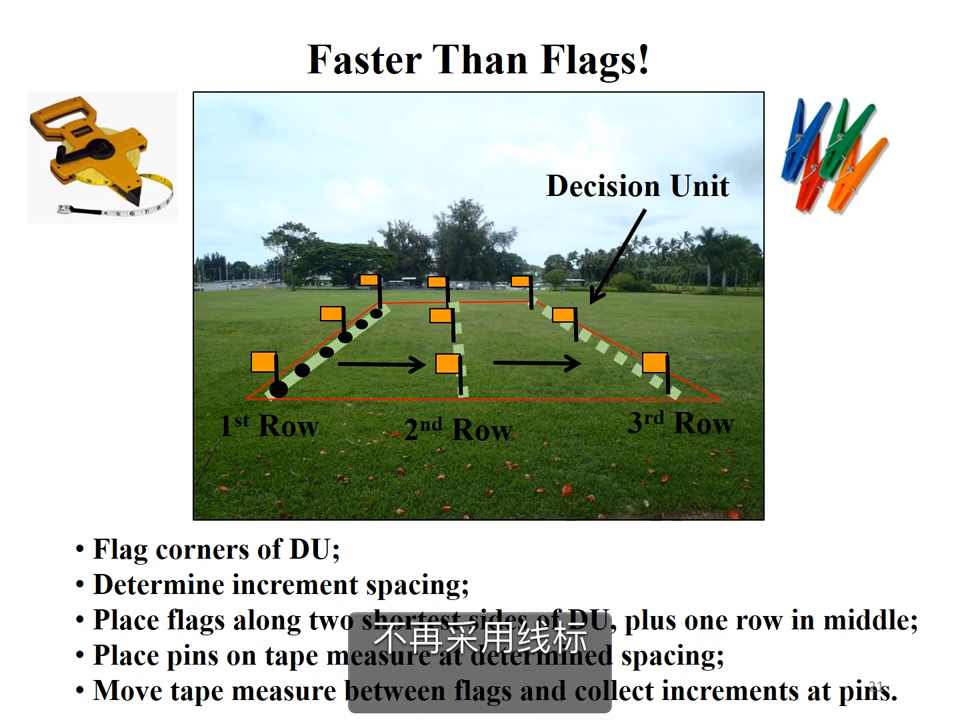 Faster Than Flags!
Decision Unit
1st Row
2nd Row
3rd Row
• Flag corners of DU;
• Determine increment spacing;
• Place flags along two shortest sides of DU, plus one row in middle;
• Place pins on tape measure at determined spacing;
不再采用线标
• Move tape measure between flags and collect increments at pins.
31